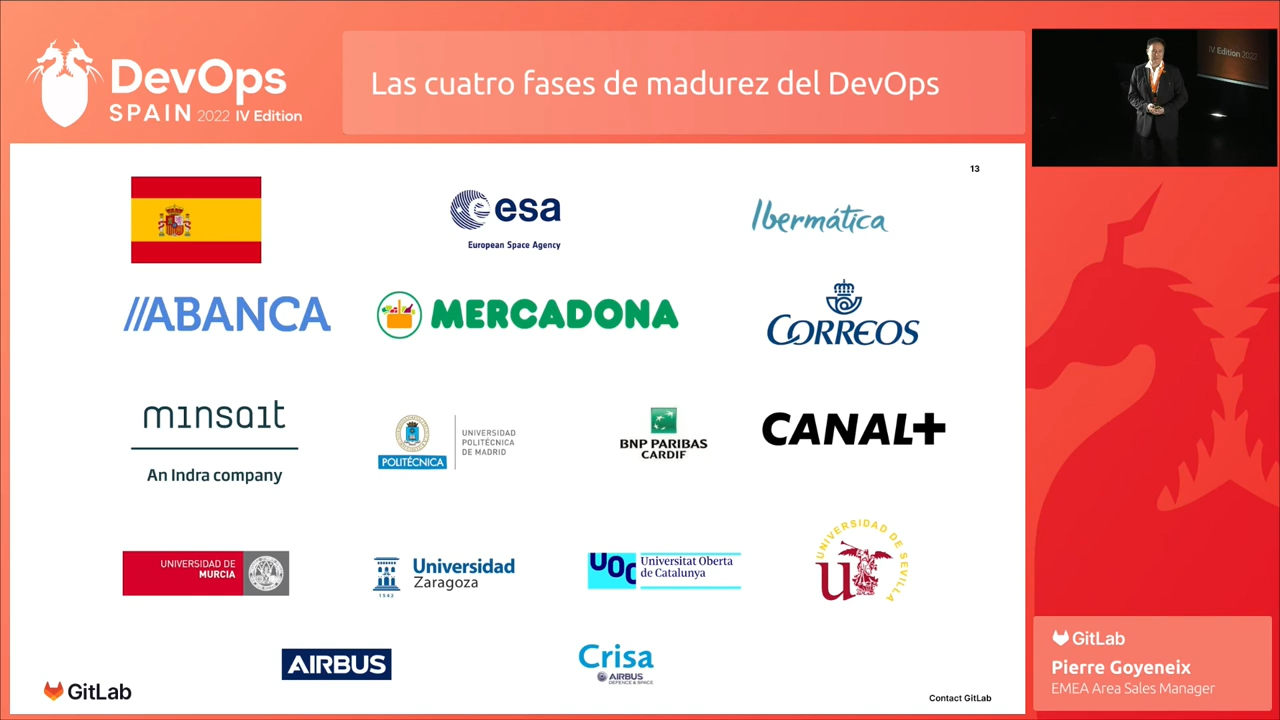 DevOps
SPAIN 2022 IV Edition
Las cuatro fases de madurez del DevOps
IV Edition 2022
13
esa
European Space Agency
Ibermática
//ABANCA
MERCADONA
CORREOS
minsait
An Indra company
POLITÉCNICA
UNIVERSIDAD
POLITÉCNICA
DE MADRID
BNP PARIBAS
CARDIF
CANAL+
UNIVERSIDAD DE
MURCIA
Universidad
Zaragoza
1542
UOC
Universitat Oberta
de Catalunya
UNIVERSIDAD DE SEVILLA
u
AIRBUS
Crisa
AIRBUS
DEFENCE & SPACE
GitLab
Contact GitLab
GitLab
Pierre Goyeneix
EMEA Area Sales Manager